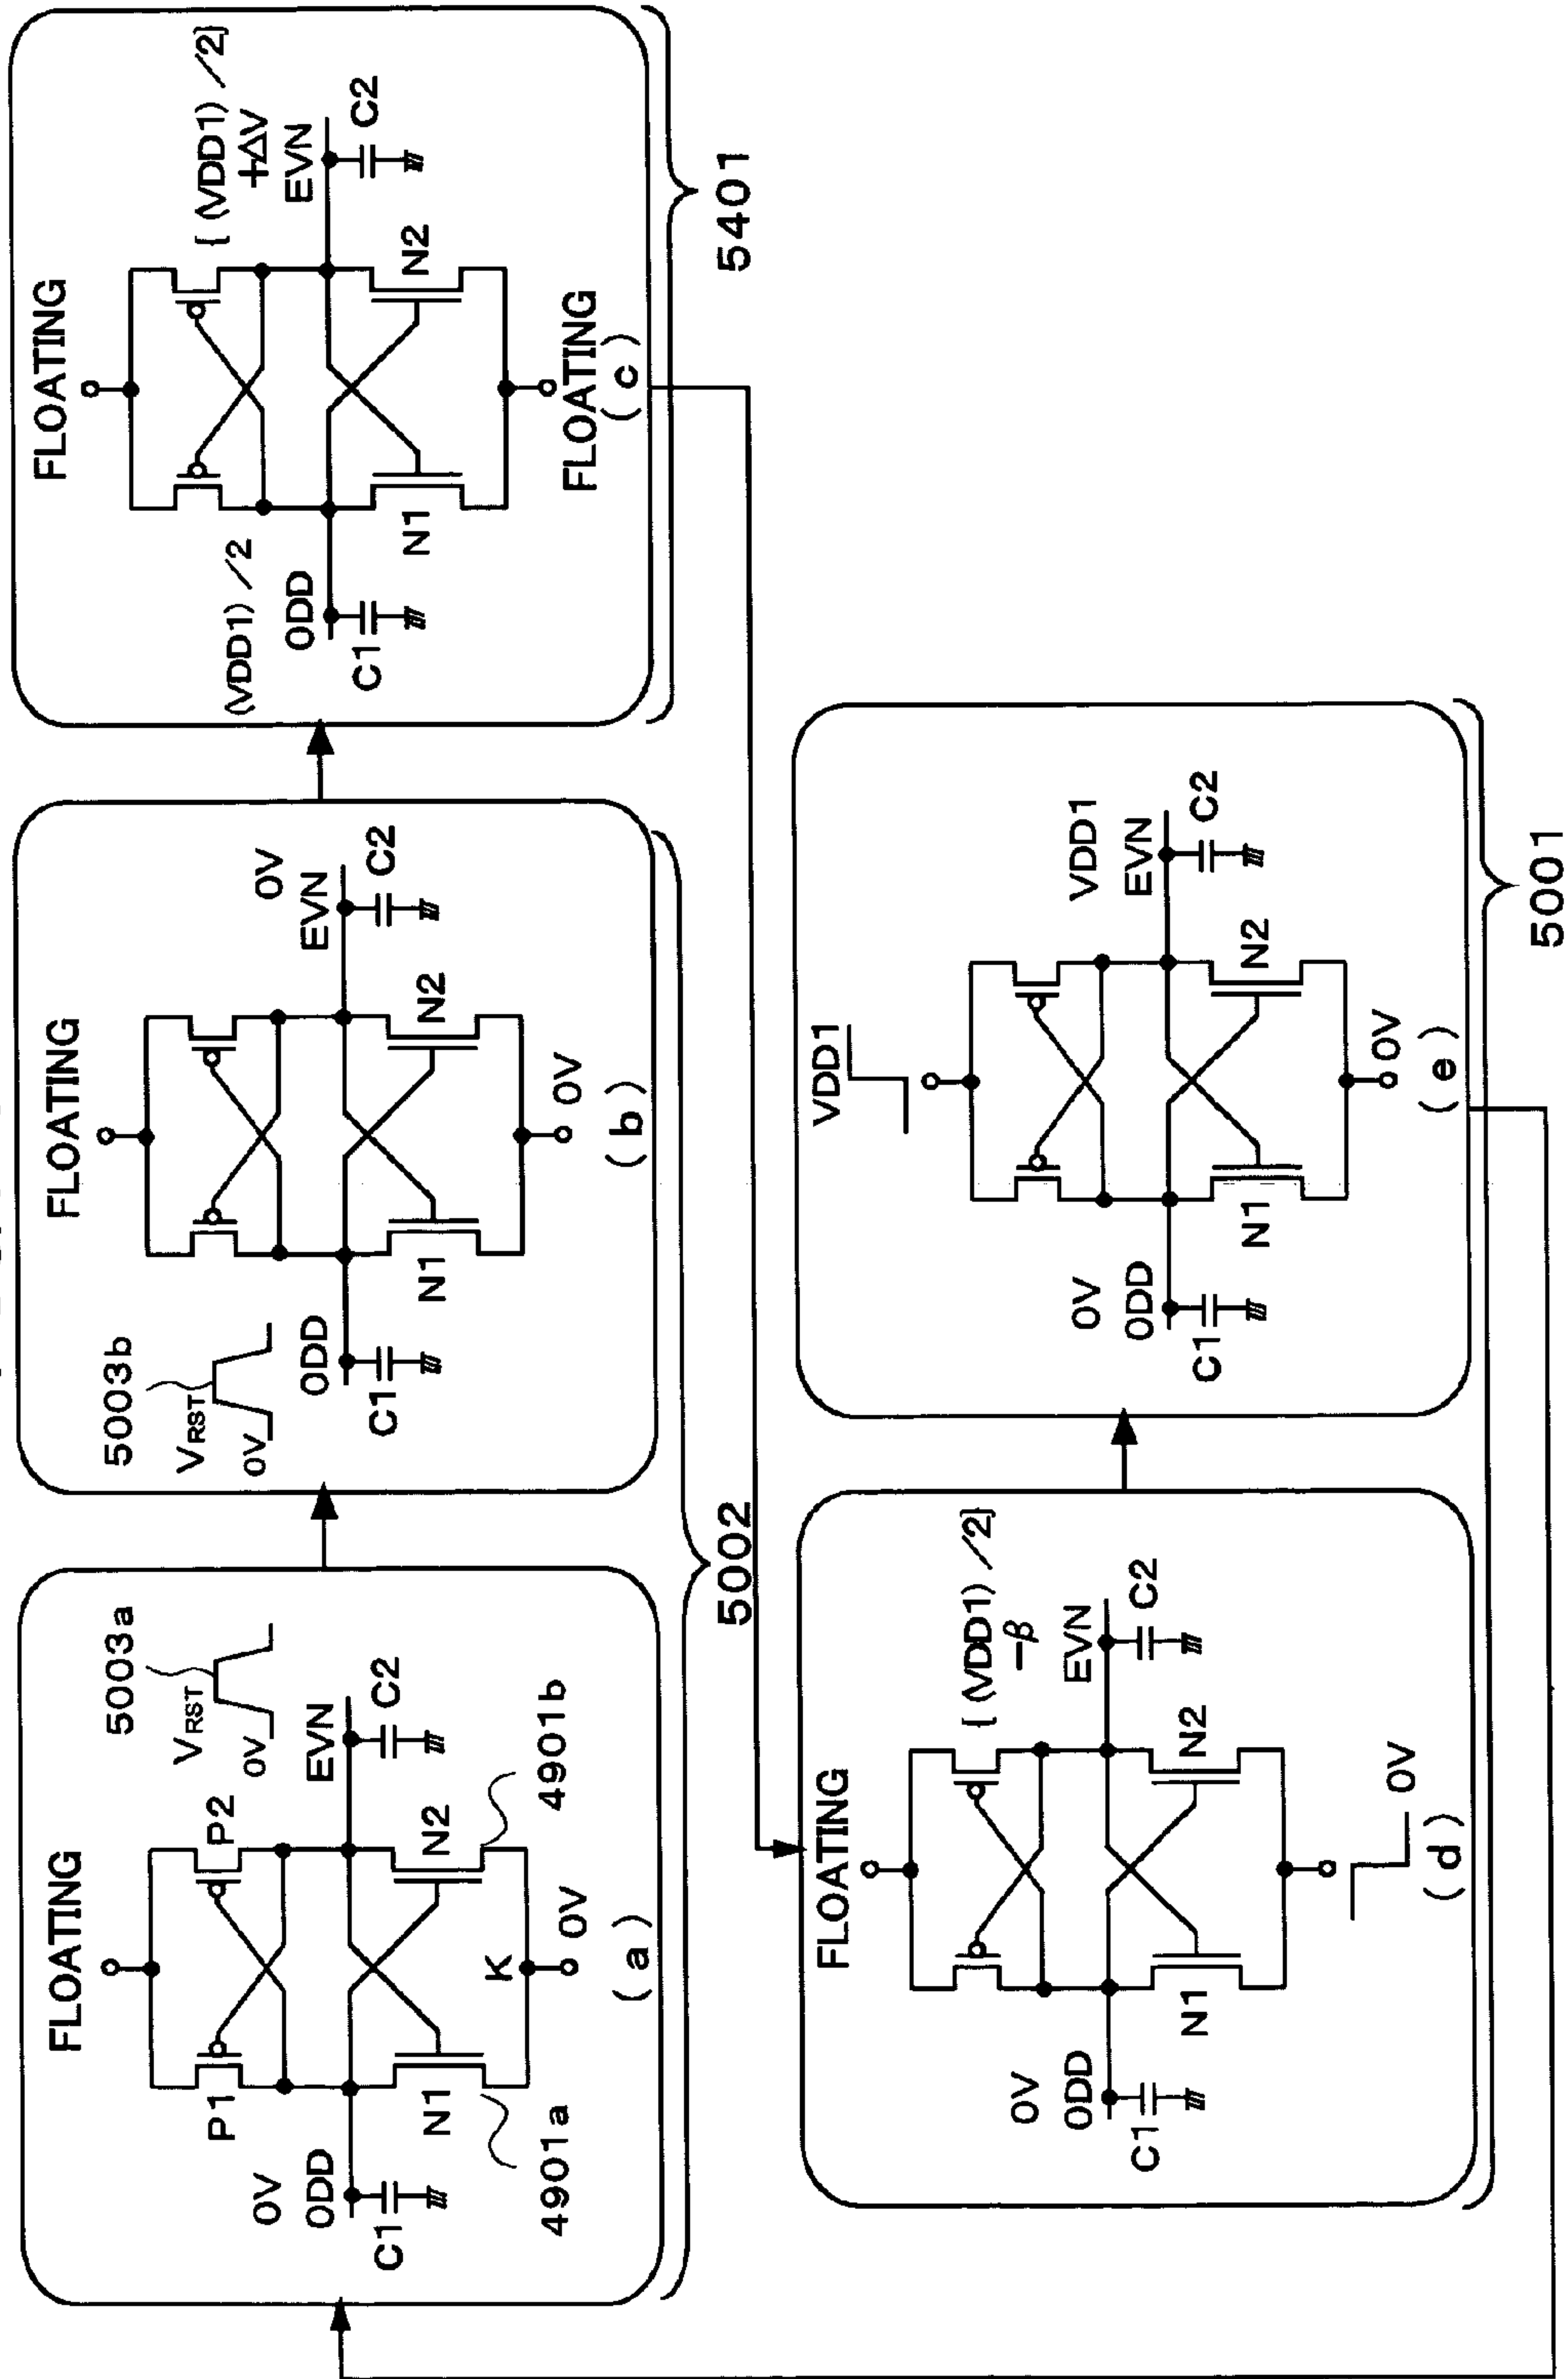 FLOATING
P1
P2
5003a
VRST
0V
0V
ODD
EVN
C1
C2
N1
N2
K
0V
4901a
4901b
(a)
FLOATING
5003b
VRST
0V
0V
ODD
EVN
C1
C2
N1
N2
0V
(b)
5002
FLOATING
(VDD1)/2
{(VDD1)/2}
+ΔV
ODD
EVN
C1
C2
N1
N2
FLOATING
(c)
5401
FLOATING
{(VDD1)/2}
-β
0V
ODD
EVN
C1
C2
N1
N2
0V
(d)
VDD1
0V
VDD1
ODD
EVN
C1
C2
N1
N2
0V
(e)
5001